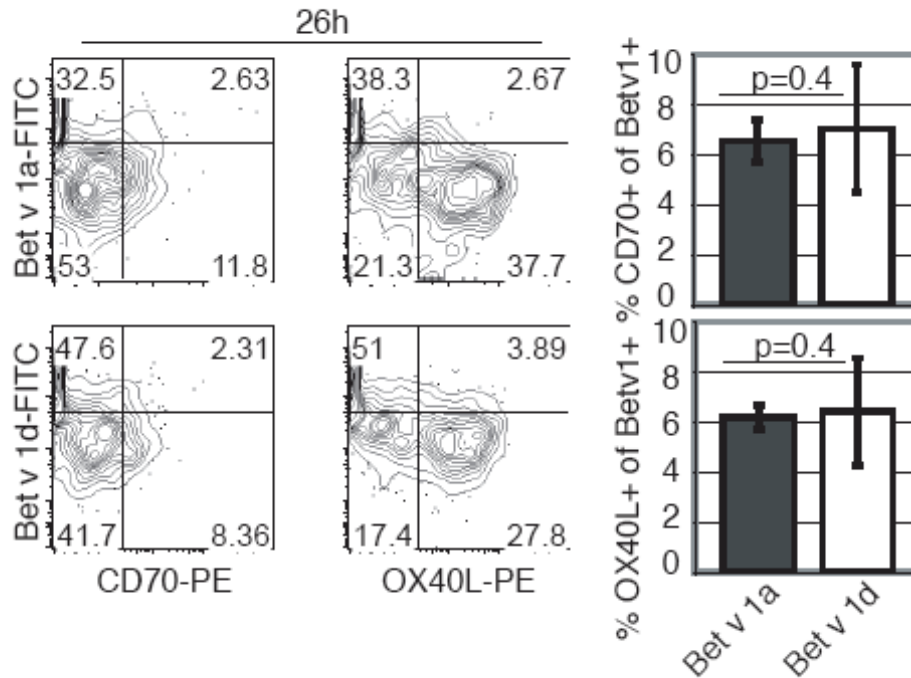 26h
Bet v 1a-FITC
32.5 2.63
53 11.8
38.3 2.67
21.3 37.7
Bet v 1d-FITC
47.6 2.31
41.7 8.36
51 3.89
17.4 27.8
CD70-PE
OX40L-PE
% CD70+ of Betv1+
10
8
6
4
2
0
p=0.4
% OX40L+ of Betv1+
10
8
6
4
2
0
p=0.4
Bet v 1a
Bet v 1d